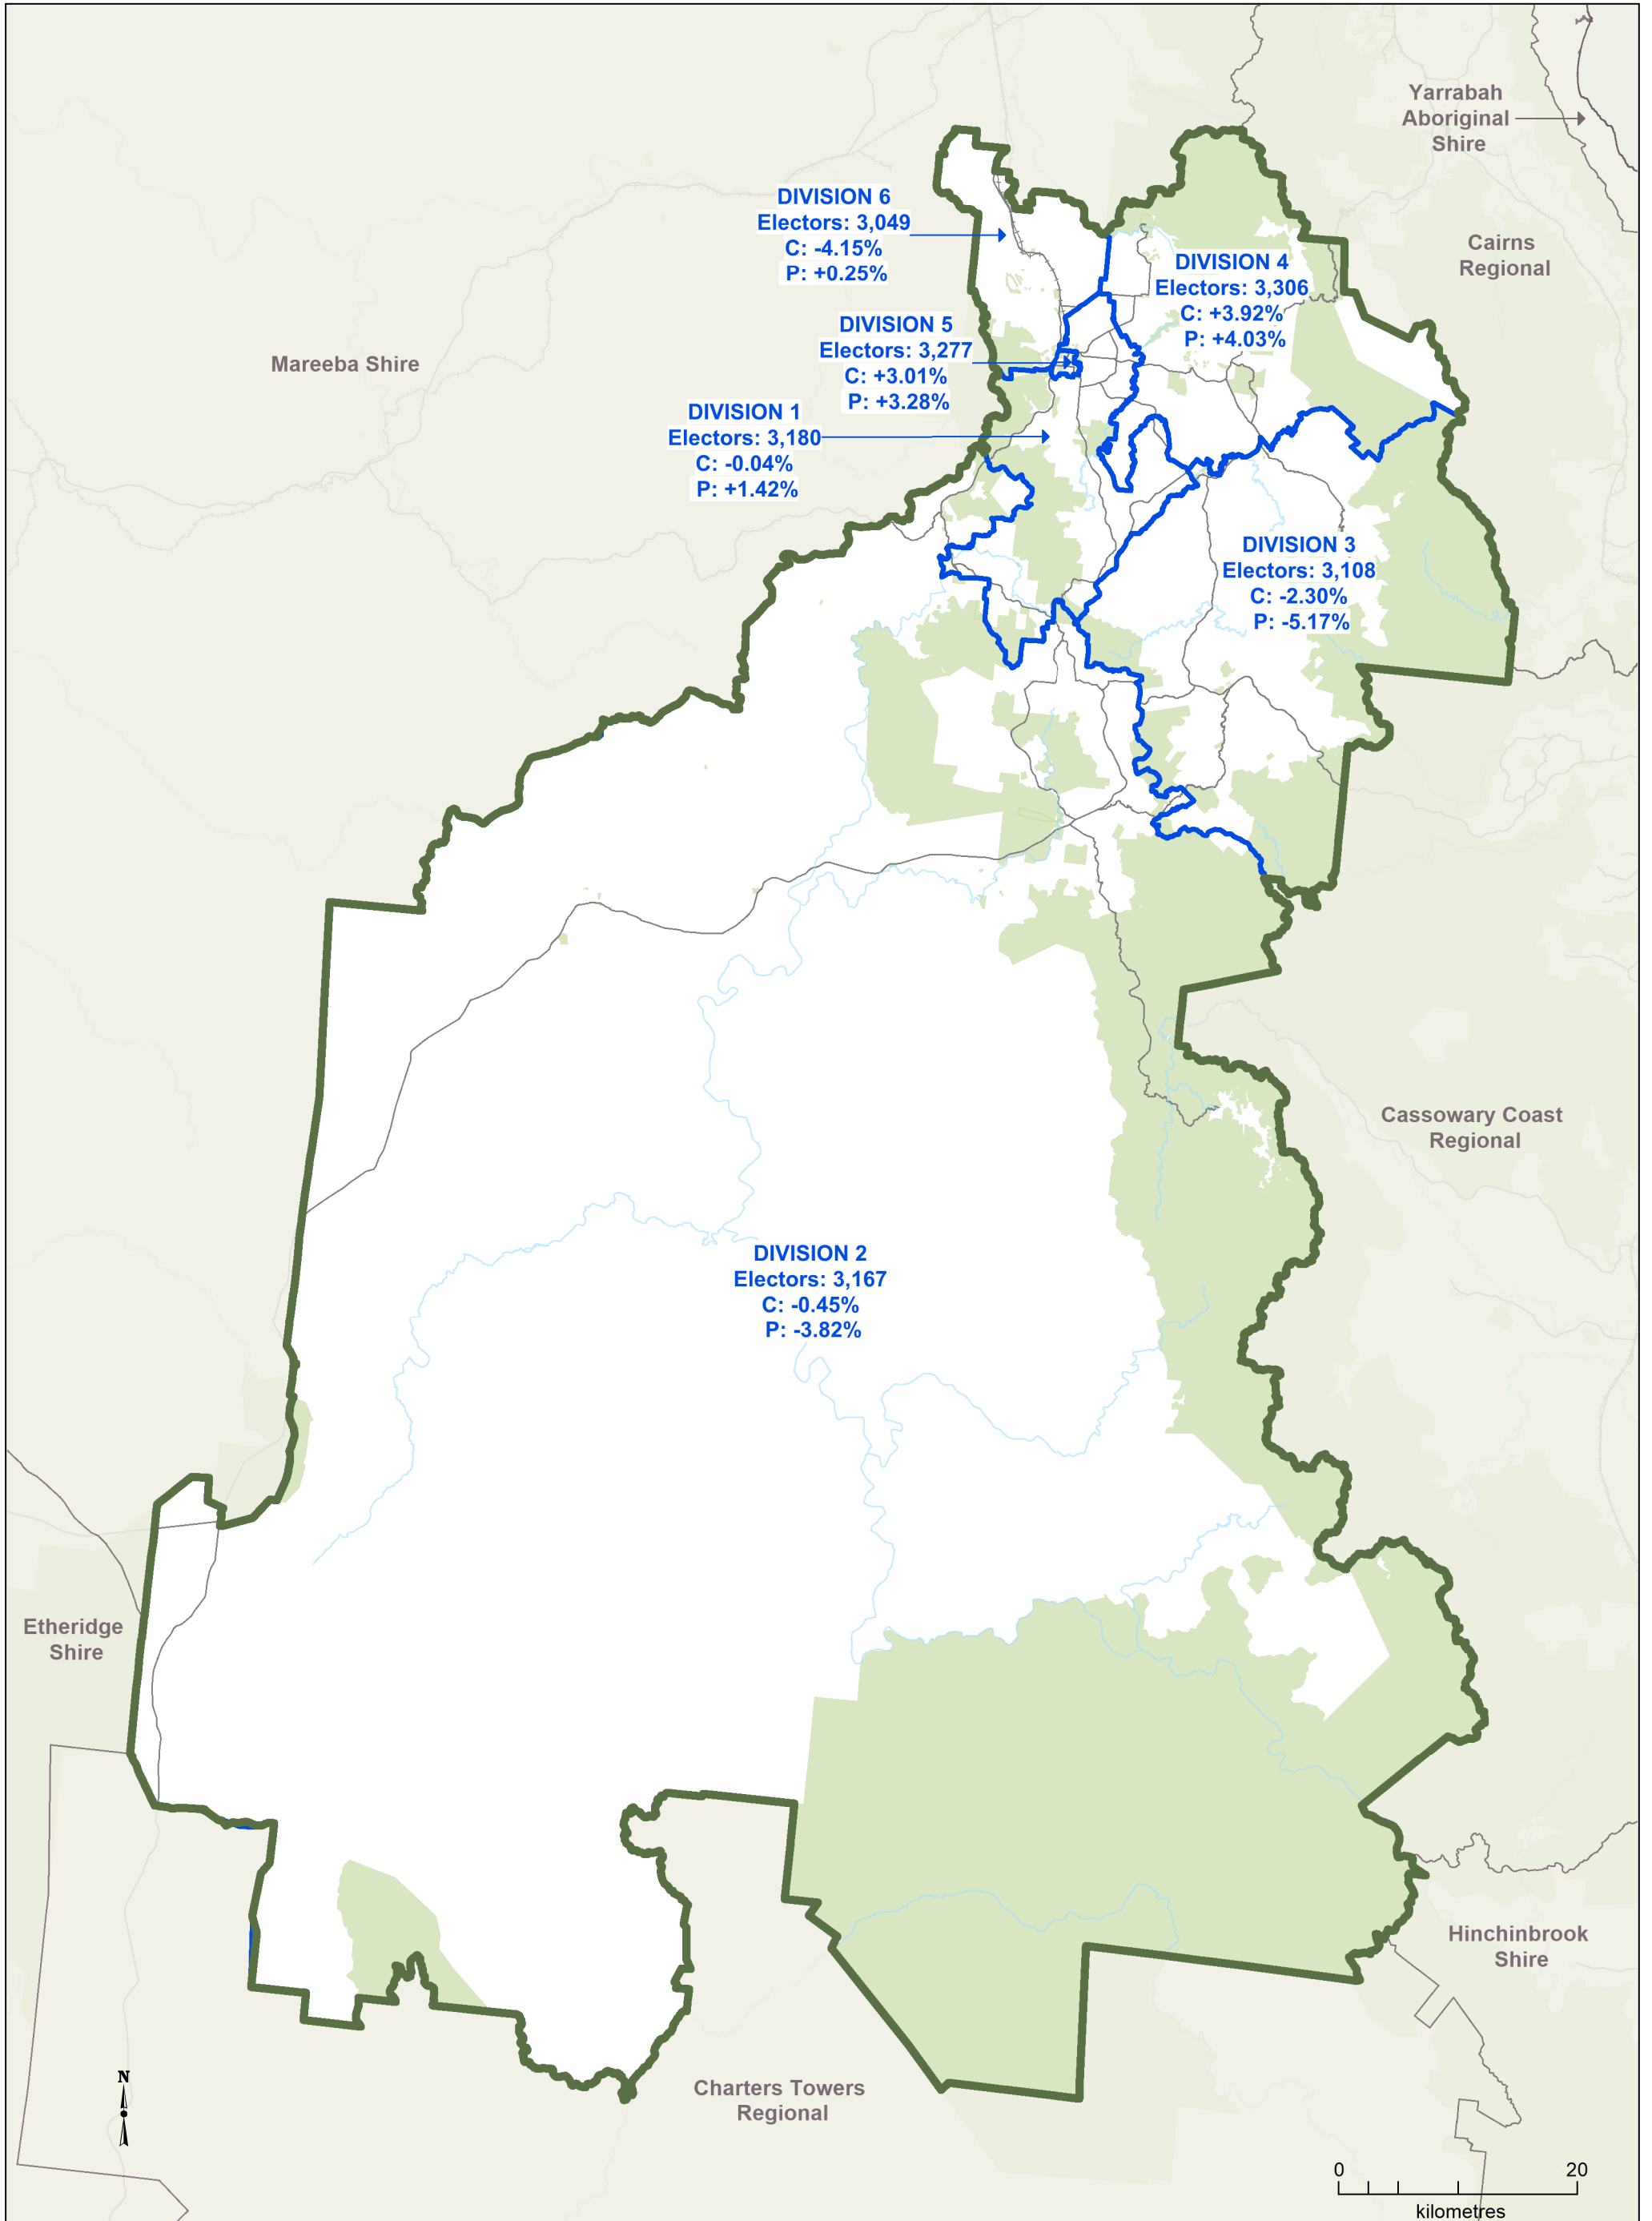 Yarrabah
Aboriginal
Shire
DIVISION 6
Electors: 3,049
C: -4.15%
P: +0.25%
Cairns
Regional
DIVISION 4
Electors: 3,306
C: +3.92%
P: +4.03%
DIVISION 5
Electors: 3,277
C: +3.01%
P: +3.28%
Mareeba Shire
DIVISION 1
Electors: 3,180
C: -0.04%
P: +1.42%
DIVISION 3
Electors: 3,108
C: -2.30%
P: -5.17%
Cassowary Coast
Regional
DIVISION 2
Electors: 3,167
C: -0.45%
P: -3.82%
Etheridge
Shire
Hinchinbrook
Shire
Charters Towers
Regional
N
0 20
kilometres